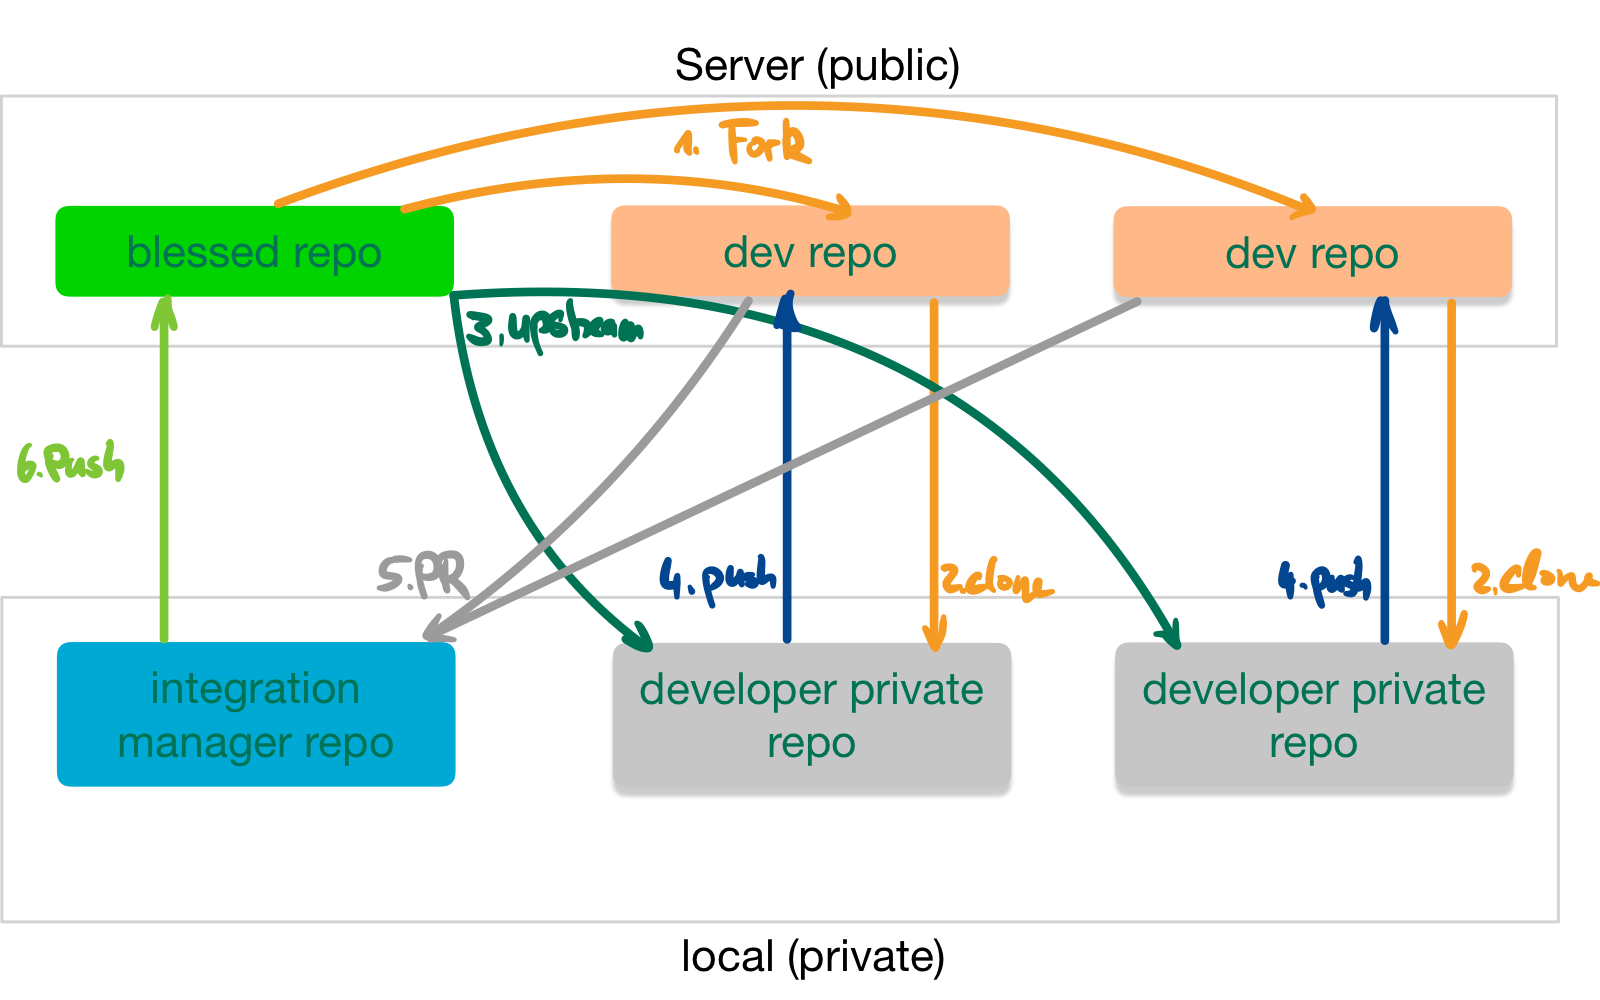 Server (public)
1. Fork
blessed repo
dev repo
dev repo
3. upstream
6. Push
5. PR
4. push
2. clone
4. push
2. clone
integration
manager repo
developer private
repo
developer private
repo
local (private)